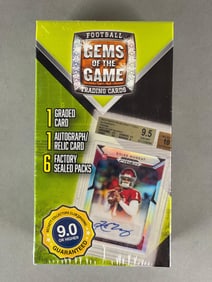 FOOTBALL
GEMS
OF THE
GAME
TRADING CARDS
1 GRADED
CARD
1 AUTOGRAPH/
RELIC CARD
6 FACTORY
SEALED PACKS
9.5
9.0
OR HIGHER
GUARANTEED